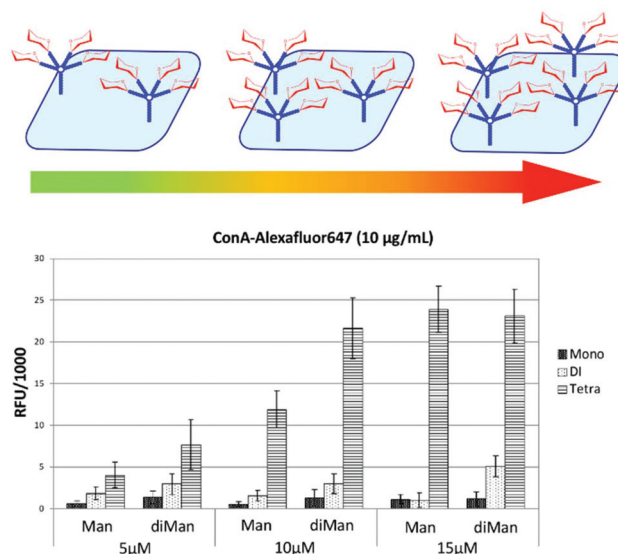 ConA-Alexafluor647 (10 µg/mL)
RFU/1000
30
25
20
15
10
5
0
Man diMan Man diMan Man diMan
5µM 10µM 15µM
Mono
DI
Tetra